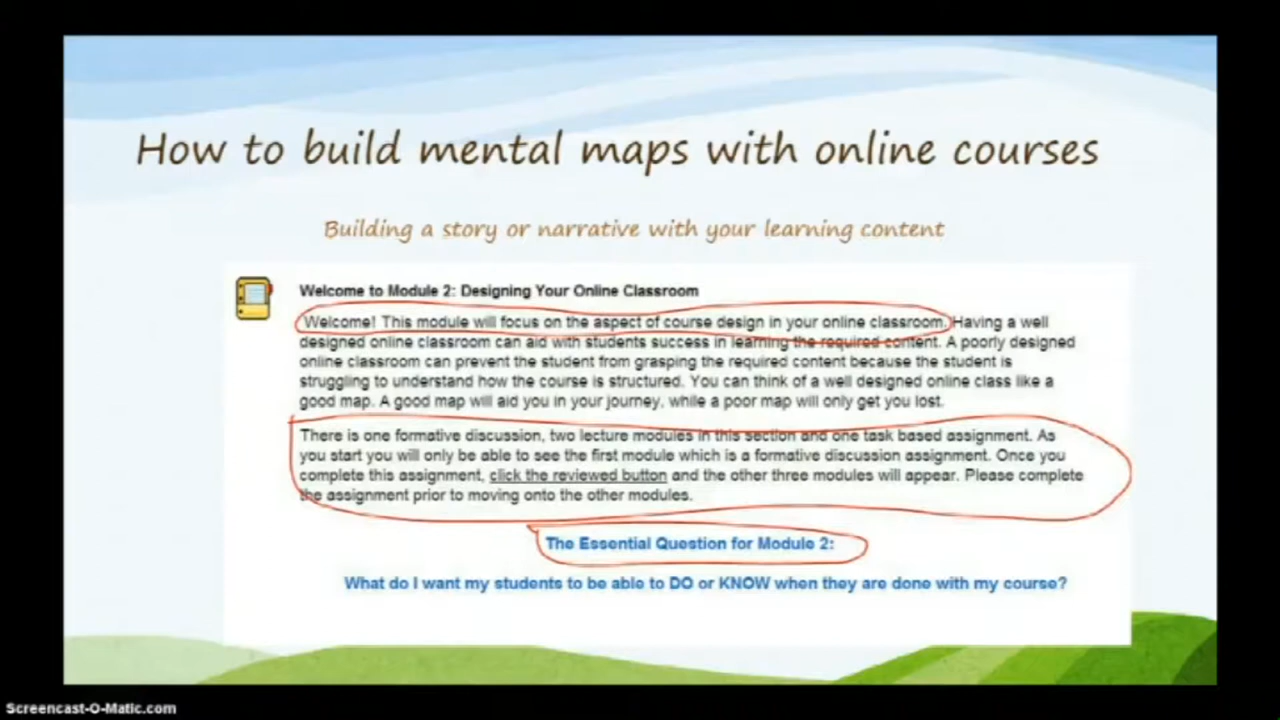 How to build mental maps with online courses
Building a story or narrative with your learning content
Welcome to Module 2: Designing Your Online Classroom
Welcome! This module will focus on the aspect of course design in your online classroom. Having a well
designed online classroom can aid with students success in learning the required content. A poorly designed
online classroom can prevent the student from grasping the required content because the student is
struggling to understand how the course is structured. You can think of a well designed online class like a
good map. A good map will aid you in your journey, while a poor map will only get you lost.
There is one formative discussion, two lecture modules in this section and one task based assignment. As
you start you will only be able to see the first module which is a formative discussion assignment. Once you
complete this assignment, click the reviewed button and the other three modules will appear. Please complete
the assignment prior to moving onto the other modules.
The Essential Question for Module 2:
What do I want my students to be able to DO or KNOW when they are done with my course?
Screencast-O-Matic.com